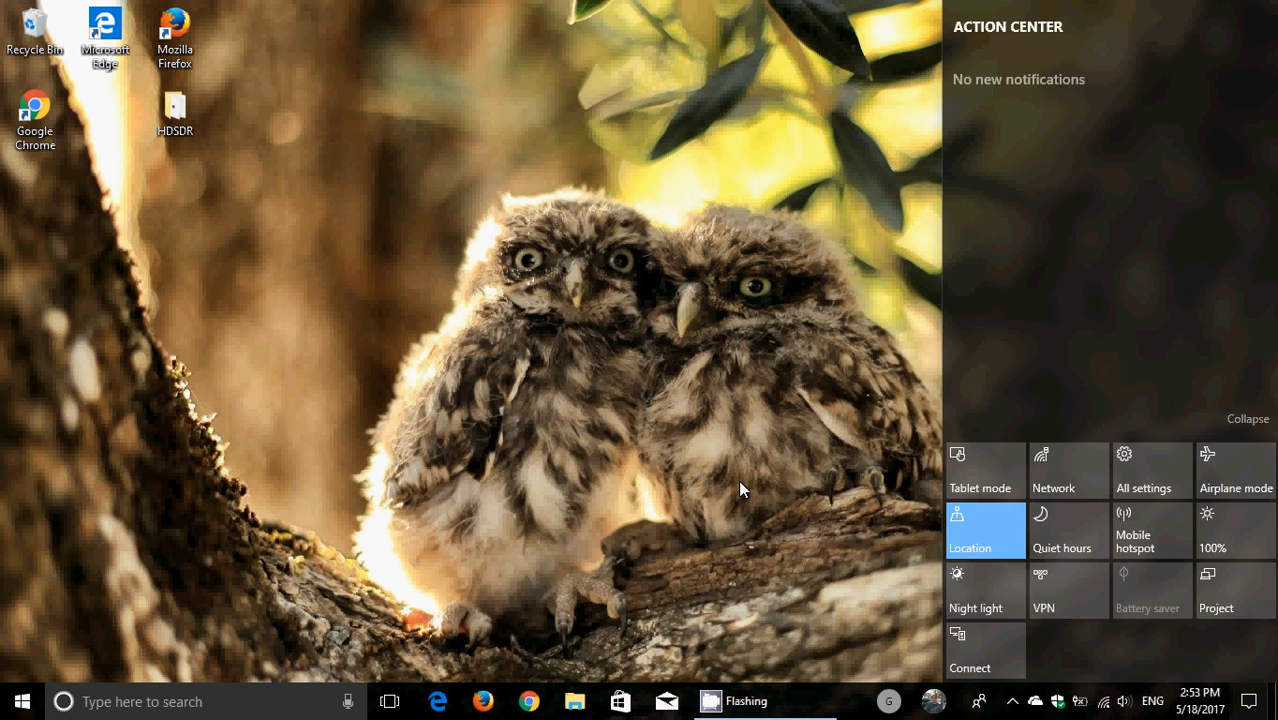 Recycle Bin
Microsoft
Edge
Mozilla
Firefox
Google
Chrome
HDSDR
ACTION CENTER
No new notifications
Collapse
Tablet mode
Network
All settings
Airplane mode
Location
Quiet hours
Mobile
hotspot
100%
Night light
VPN
Battery saver
Project
Connect
Type here to search
Flashing
G
ENG
2:53 PM
5/18/2017